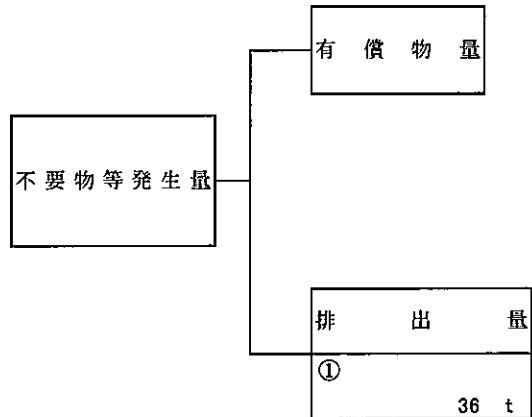 有償物量
不要物等発生量
排出量
①
36 t